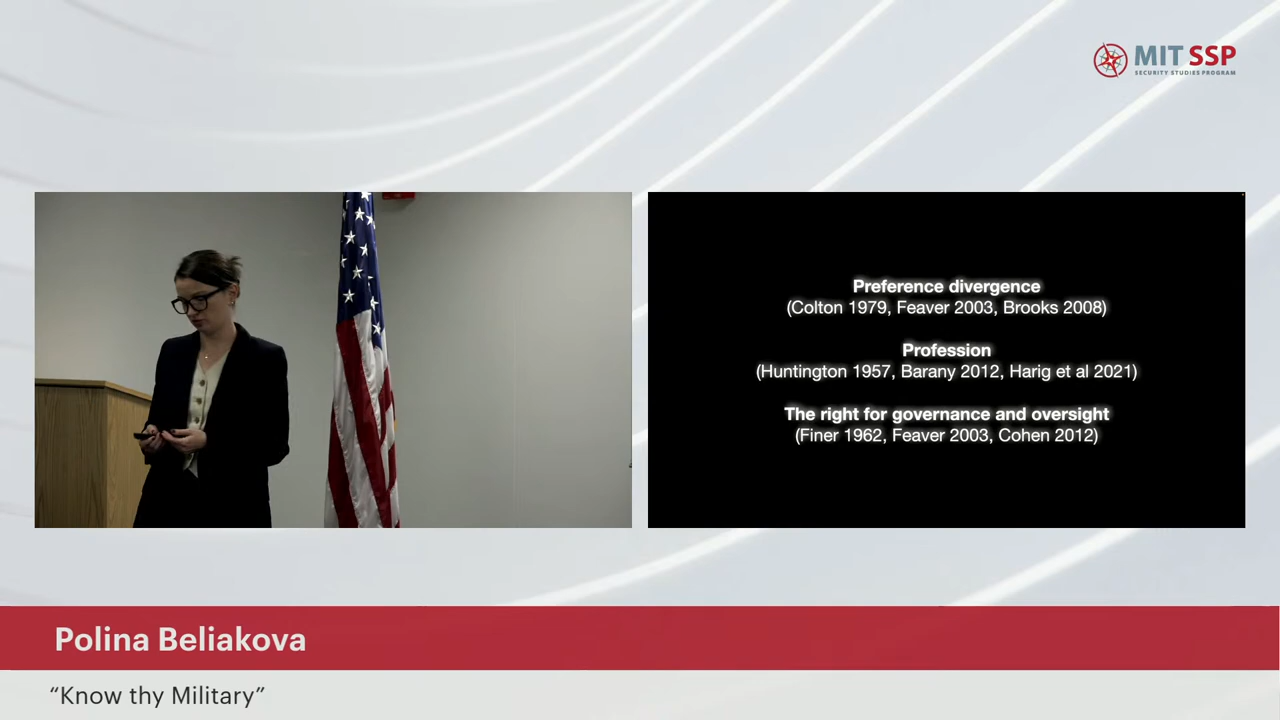 MIT SSP
SECURITY STUDIES PROGRAM
Preference divergence
(Colton 1979, Feaver 2003, Brooks 2008)
Profession
(Huntington 1957, Barany 2012, Harig et al 2021)
The right for governance and oversight
(Finer 1962, Feaver 2003, Cohen 2012)
Polina Beliakova
“Know thy Military”